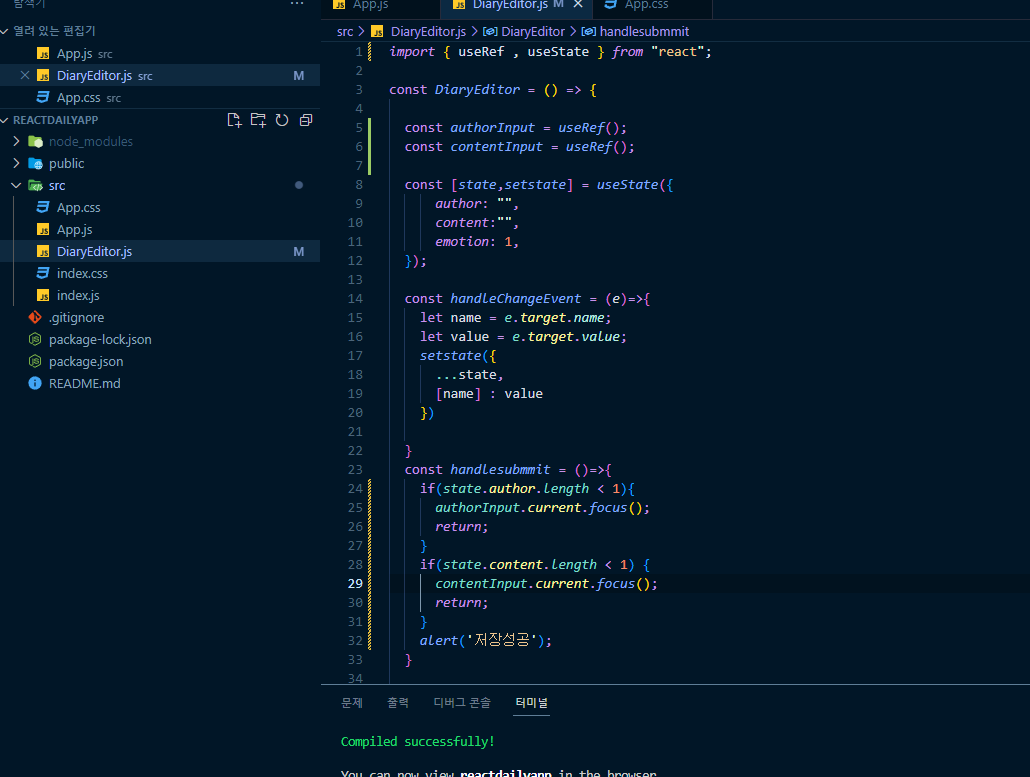 탐색기 ···
열려 있는 편집기
App.js src
DiaryEditor.js src M
App.css src
REACTDAILYAPP
node_modules
public
src
App.css
App.js
DiaryEditor.js M
index.css
index.js
.gitignore
package-lock.json
package.json
README.md
App.js DiaryEditor.js M App.css
src > DiaryEditor.js > DiaryEditor > handlesubmmit
1 import { useRef , useState } from "react";
2
3 const DiaryEditor = () => {
4
5 const authorInput = useRef();
6 const contentInput = useRef();
7
8 const [state,setstate] = useState({
9 author: "",
10 content:"",
11 emotion: 1,
12 });
13
14 const handleChangeEvent = (e)=>{
15 let name = e.target.name;
16 let value = e.target.value;
17 setstate({
18 ...state,
19 [name] : value
20 })
21
22 }
23 const handlesubmmit = ()=>{
24 if(state.author.length < 1){
25 authorInput.current.focus();
26 return;
27 }
28 if(state.content.length < 1) {
29 contentInput.current.focus();
30 return;
31 }
32 alert('저장성공');
33 }
34
문제 출력 디버그 콘솔 터미널
Compiled successfully!
You can now view reactdailyapp in the browser.